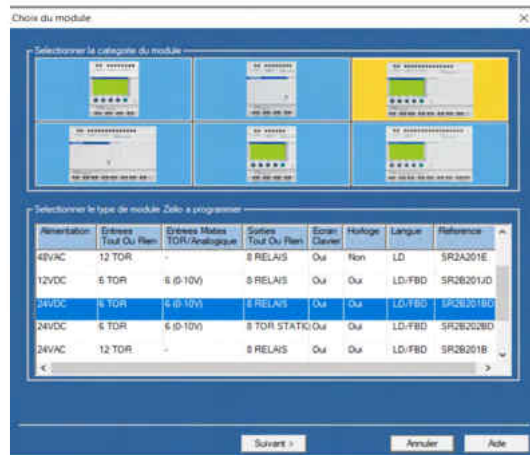 Choix du module
Selectionner la categorie du module
Selectionner le type de module Zelio a programmer
Alimentation Entrees Tout Ou Rien Entrees Mixtes TOR/Analogique Sorties Tout Ou Rien Ecran Clavier Horloge Langue Reference
48VAC 12 TOR - 8 RELAIS Oui Non LD SR2A201E
12VDC 6 TOR 6 (0-10V) 8 RELAIS Oui Oui LD/FBD SR2B201JD
24VDC 6 TOR 6 (0-10V) 8 RELAIS Oui Oui LD/FBD SR2B201BD
24VDC 6 TOR 6 (0-10V) 8 TOR STATIQ Oui Oui LD/FBD SR2B202BD
24VAC 12 TOR - 8 RELAIS Oui Oui LD/FBD SR2B201B
Suivant > Annuler Aide